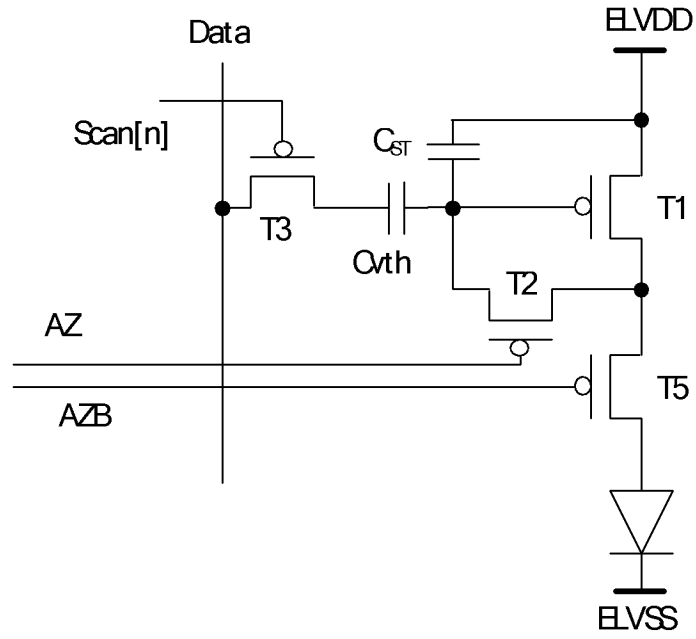 Data
ELVDD
Scan[n]
CST
T1
T3
Cvth
T2
AZ
T5
AZB
ELVSS